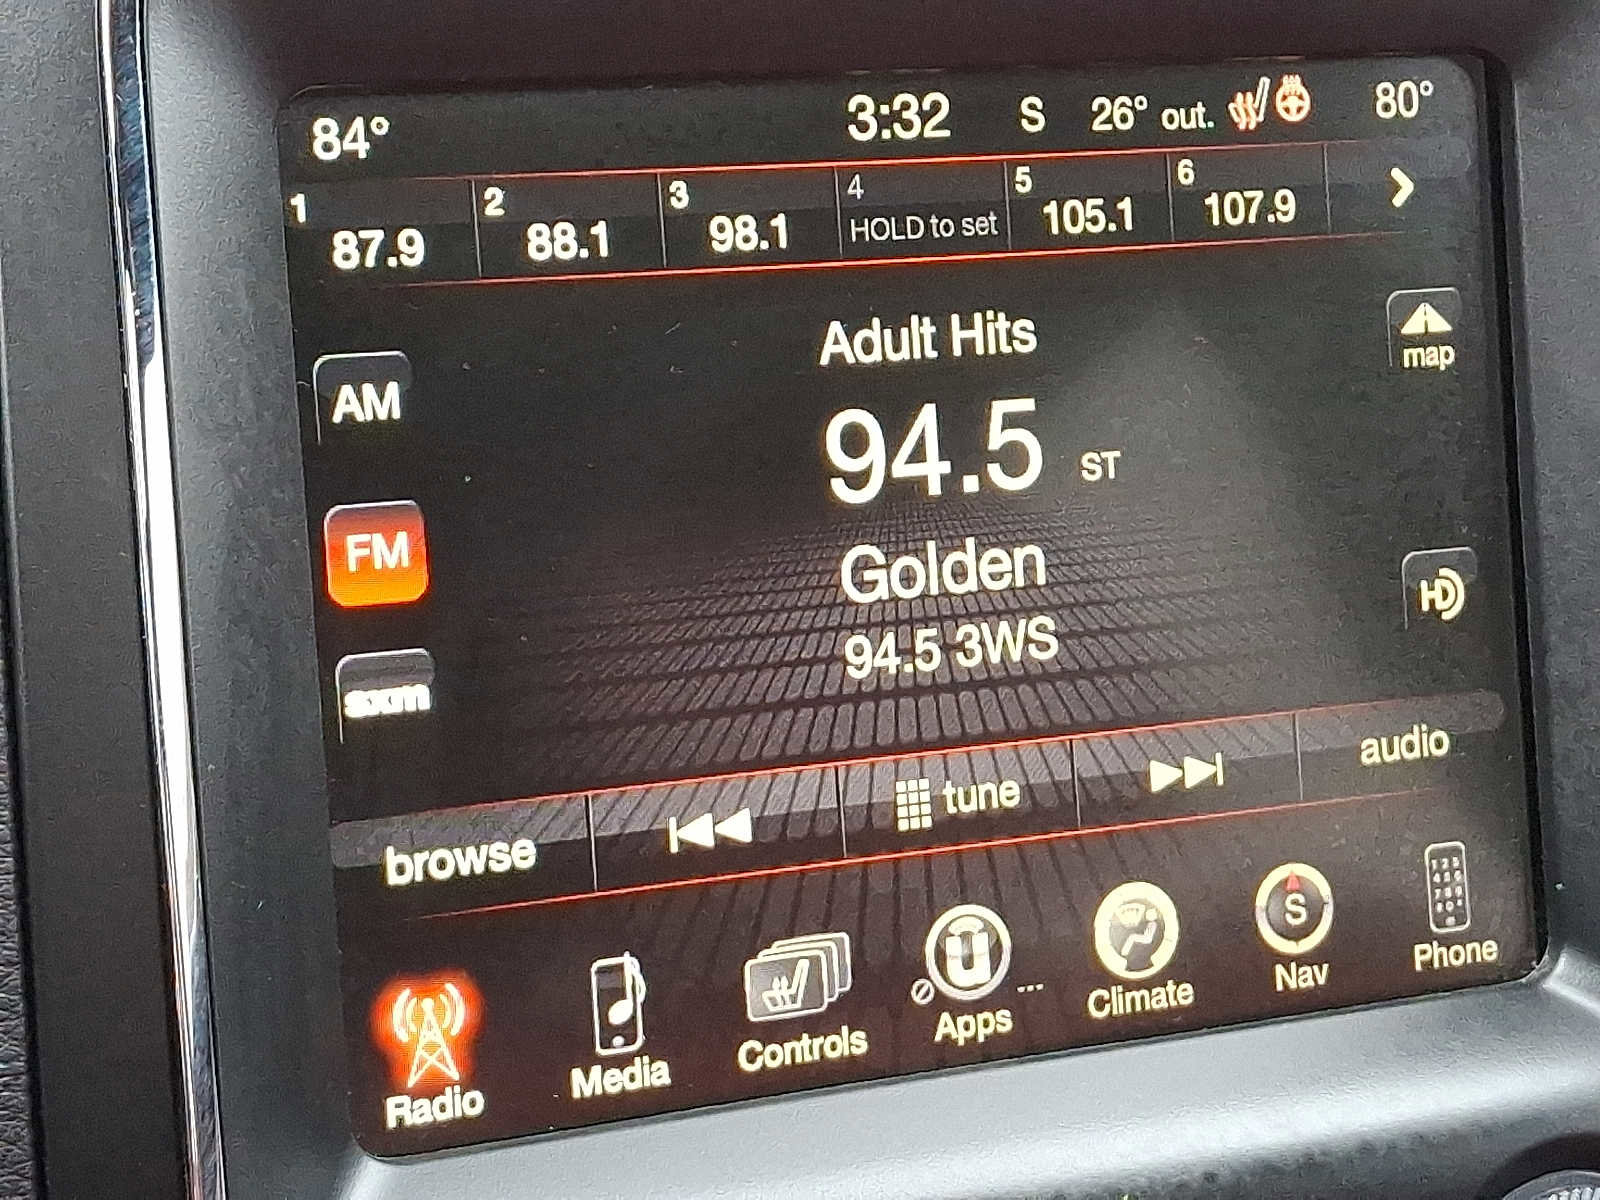 84° 3:32 S 26° out. 80°
1 2 3 4 5 6
87.9 88.1 98.1 HOLD to set 105.1 107.9
Adult Hits
map
AM
94.5 ST
FM
Golden
HD
94.5 3WS
sxm
browse tune audio
S
Radio Media Controls Apps ... Climate Nav Phone